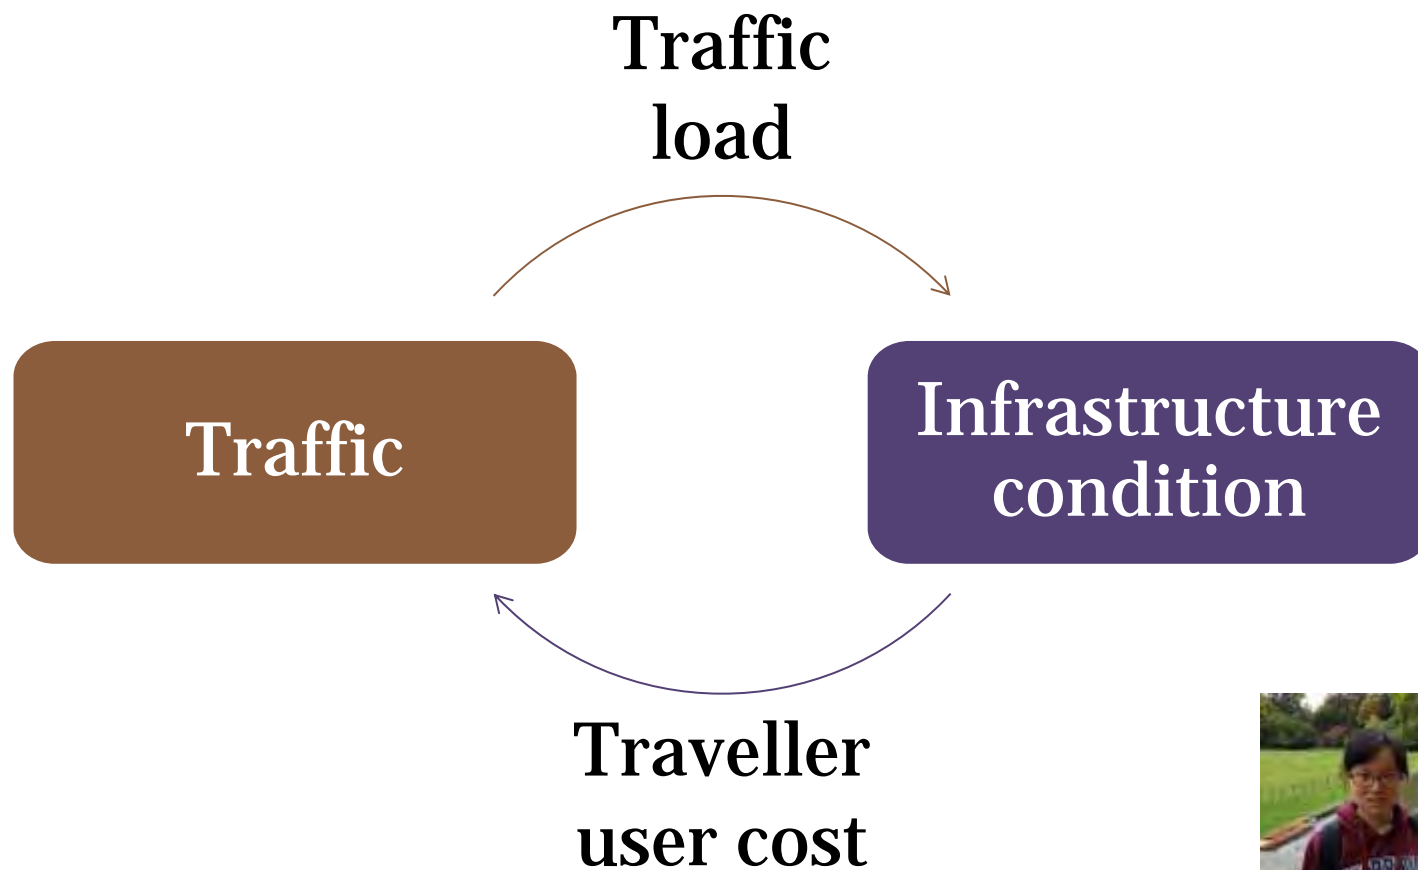 Traffic
load
Traffic
Infrastructure
condition
Traveller
user cost